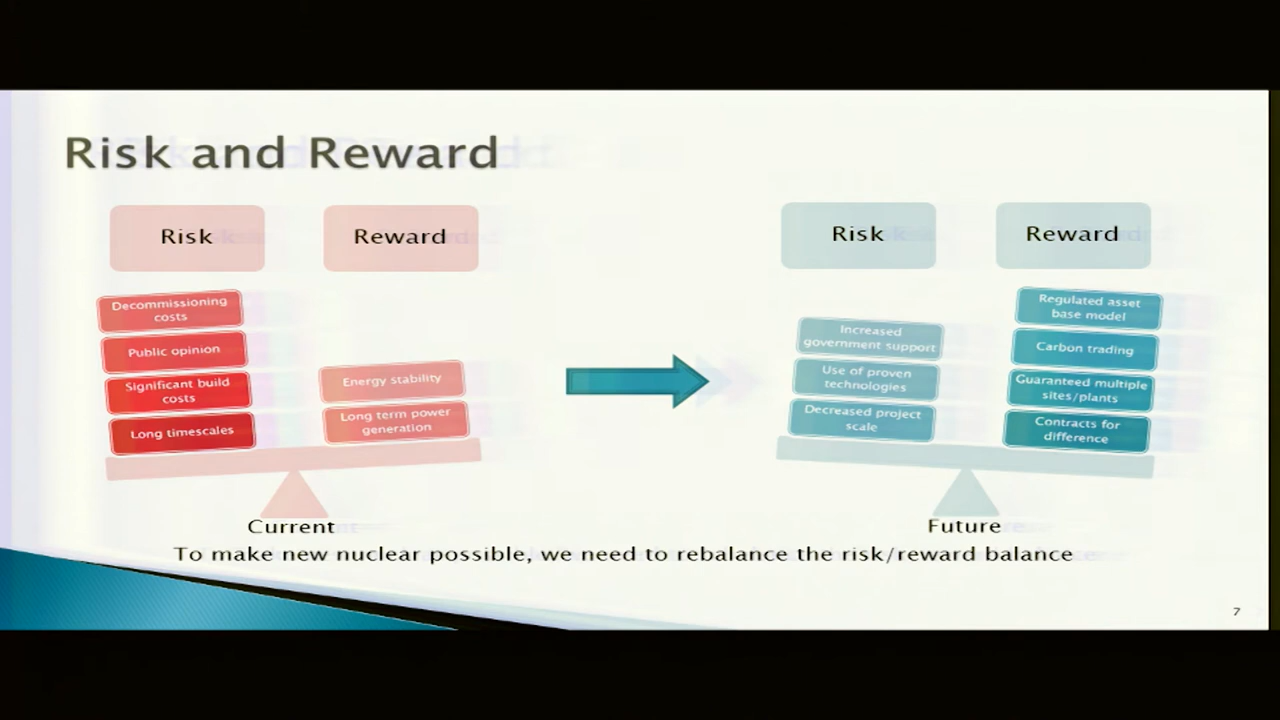 Risk and Reward
Risk
Reward
Decommissioning
costs
Public opinion
Significant build
costs
Long timescales
Energy stability
Long term power
generation
Current
Risk
Reward
Increased
government support
Use of proven
technologies
Decreased project
scale
Regulated asset
base model
Carbon trading
Guaranteed multiple
sites/plants
Contracts for
difference
Future
To make new nuclear possible, we need to rebalance the risk/reward balance
7